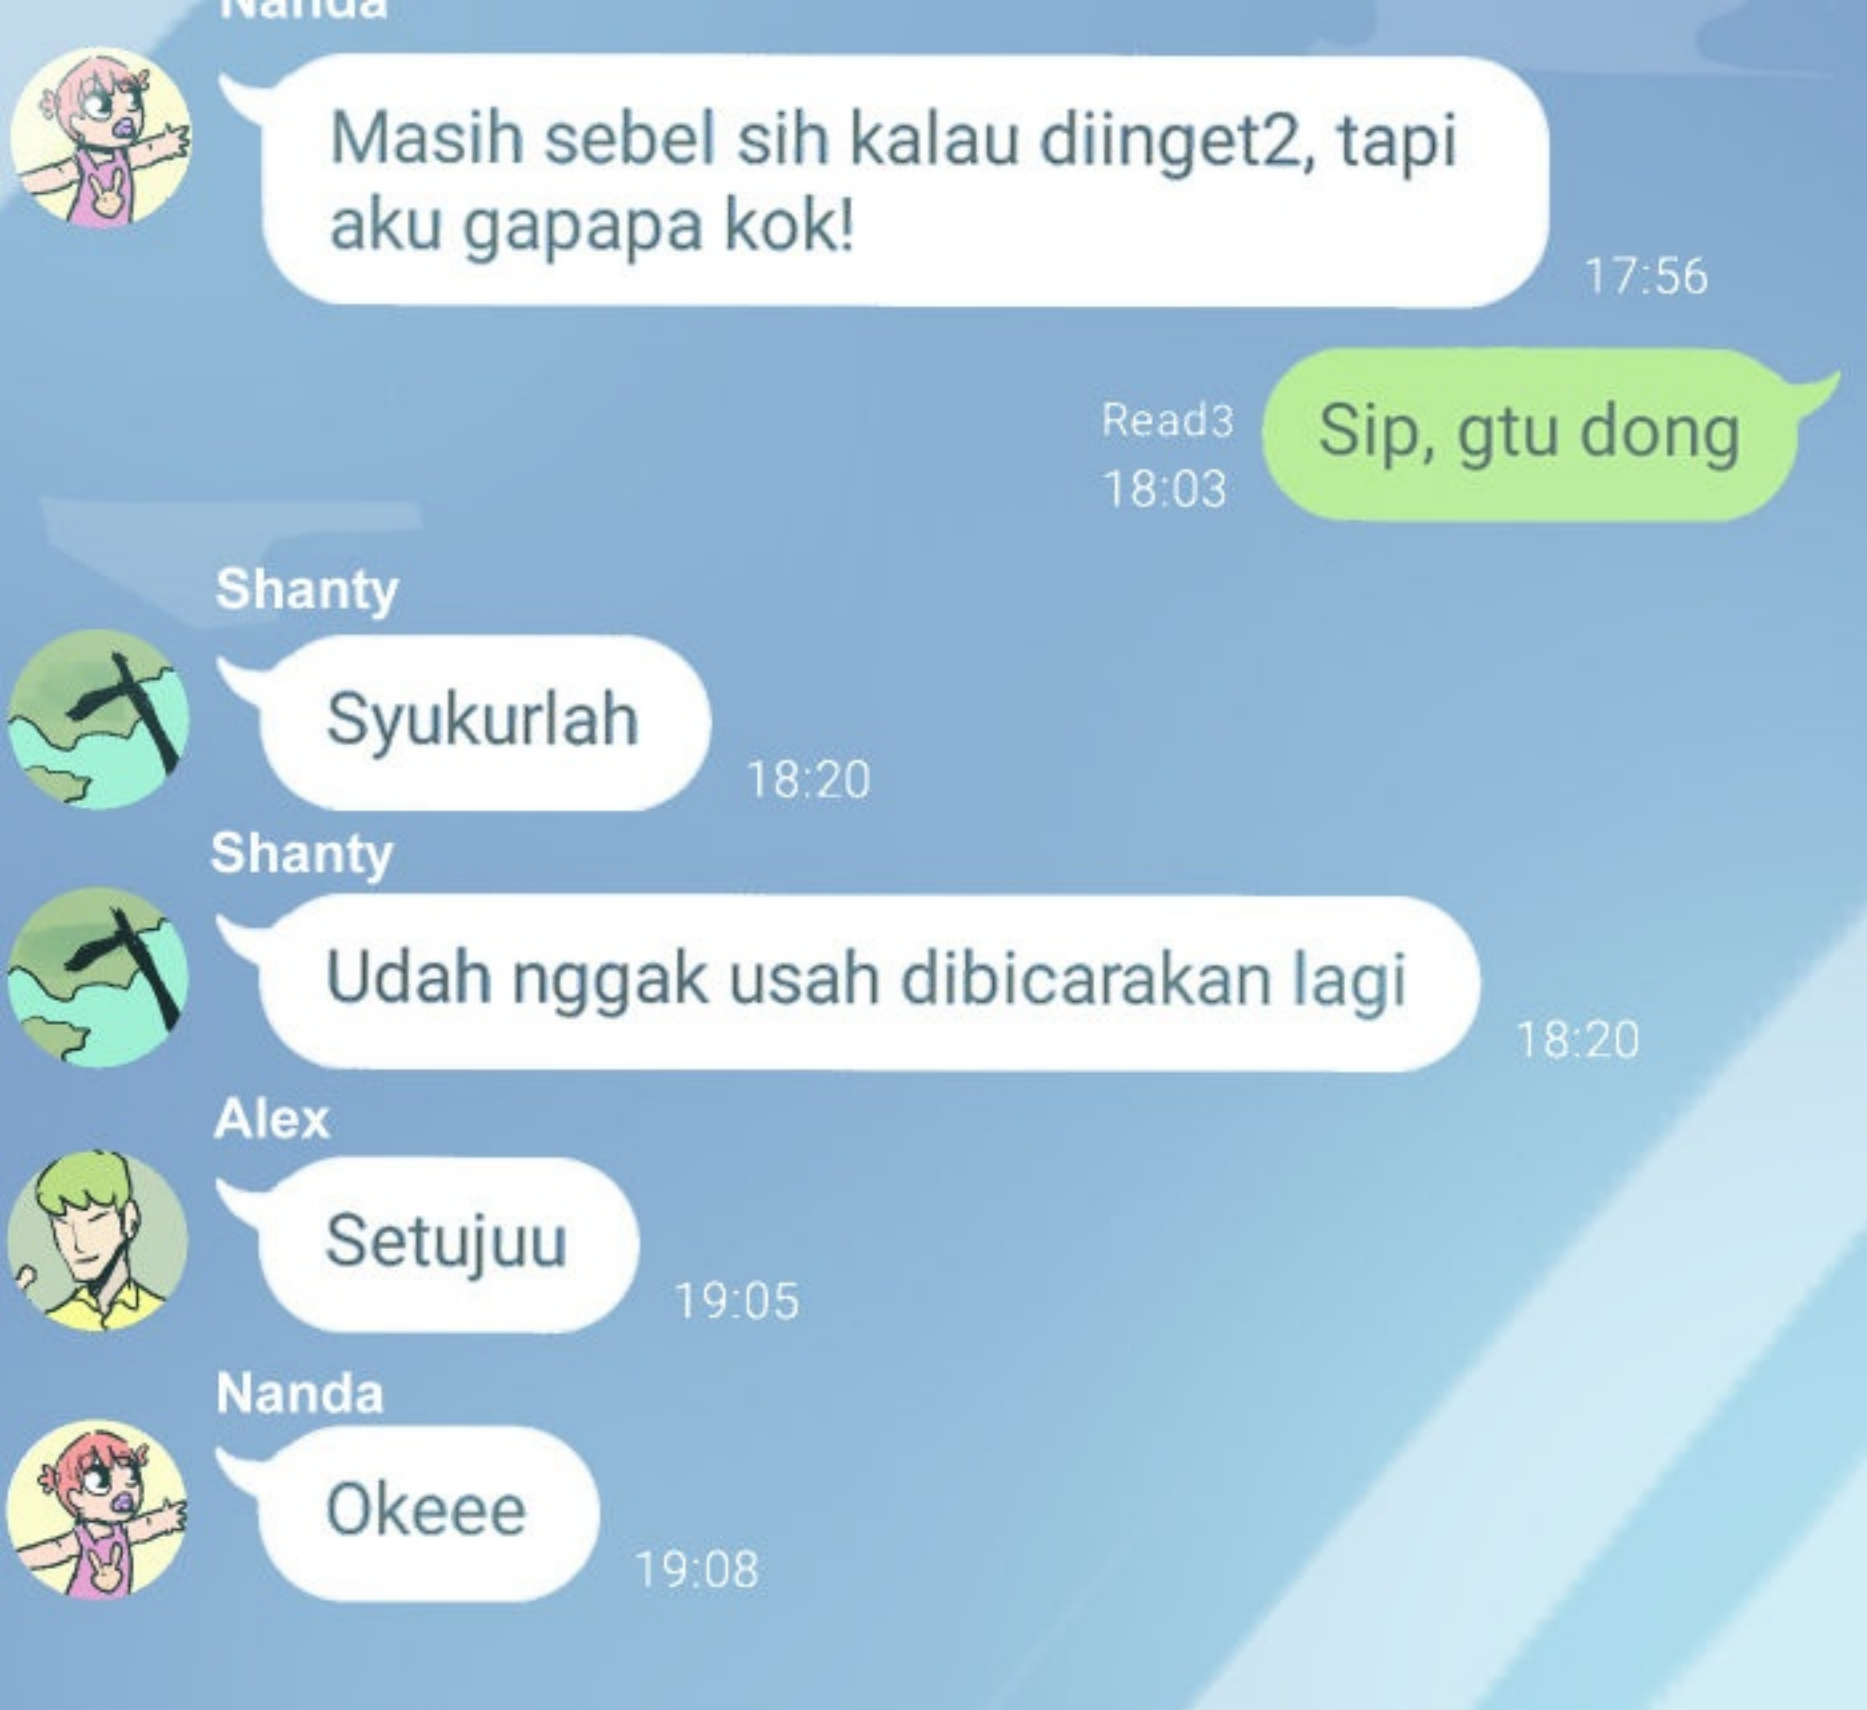 Nanda
Masih sebel sih kalau diinget2, tapi
aku gapapa kok!
17:56
Read3
18:03
Sip, gtu dong
Shanty
Syukurlah
18:20
Shanty
Udah nggak usah dibicarakan lagi
18:20
Alex
Setujuu
19:05
Nanda
Okeee
19:08